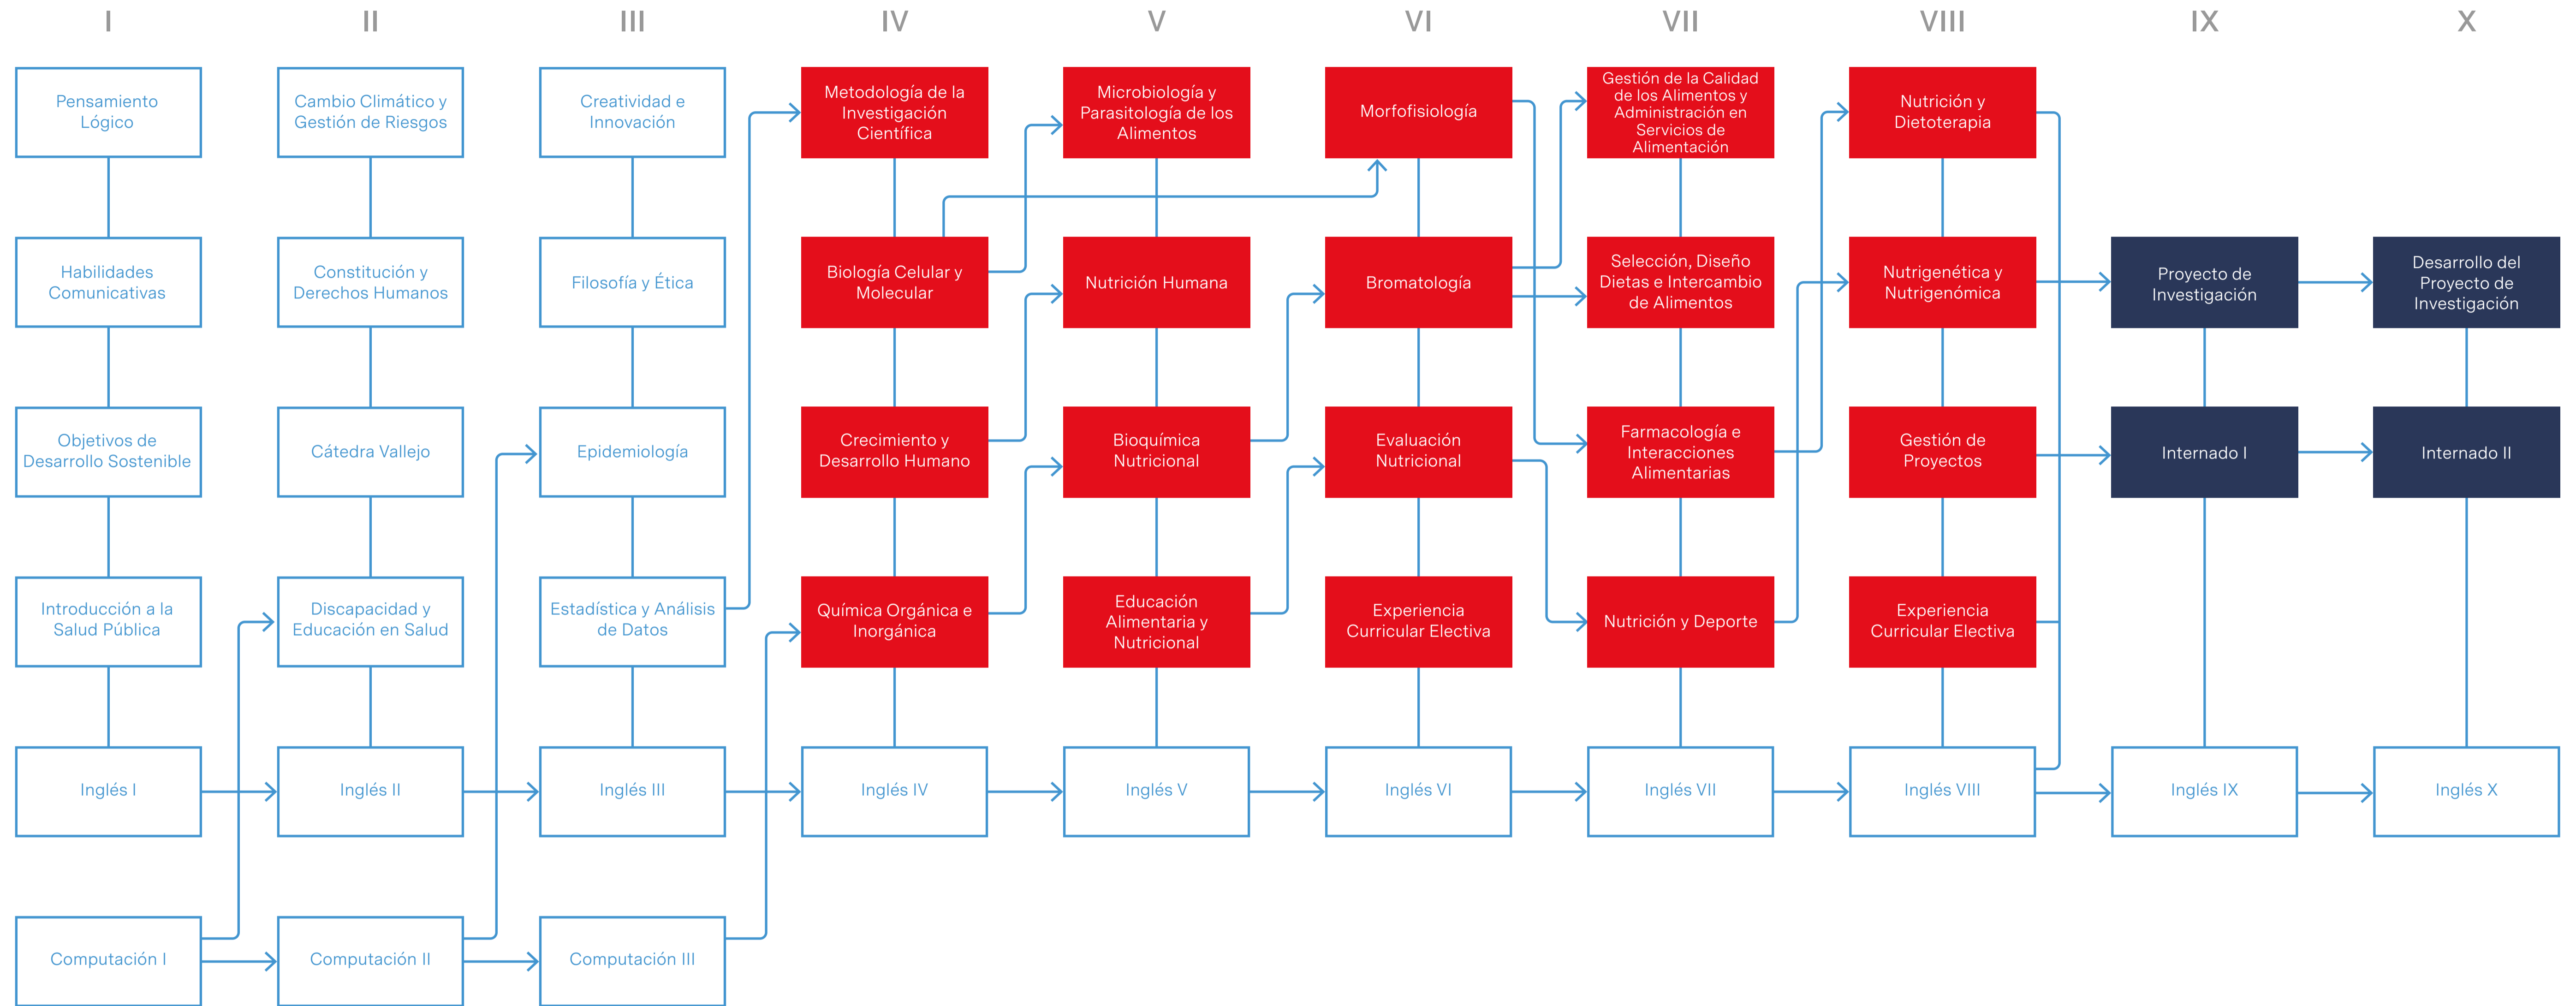 I
II
III
IV
V
VI
VII
VIII
IX
X
Pensamiento
Lógico
Habilidades
Comunicativas
Objetivos de
Desarrollo Sostenible
Introducción a la
Salud Pública
Inglés I
Computación I
Cambio Climático y
Gestión de Riesgos
Constitución y
Derechos Humanos
Cátedra Vallejo
Discapacidad y
Educación en Salud
Inglés II
Computación II
Creatividad e
Innovación
Filosofía y Ética
Epidemiología
Estadística y Análisis
de Datos
Inglés III
Computación III
Metodología de la
Investigación
Científica
Biología Celular y
Molecular
Crecimiento y
Desarrollo Humano
Química Orgánica e
Inorgánica
Inglés IV
Microbiología y
Parasitología de los
Alimentos
Nutrición Humana
Bioquímica
Nutricional
Educación
Alimentaria y
Nutricional
Inglés V
Morfofisiología
Bromatología
Evaluación
Nutricional
Experiencia
Curricular Electiva
Inglés VI
Gestión de la Calidad
de los Alimentos y
Administración en
Servicios de
Alimentación
Selección, Diseño
Dietas e Intercambio
de Alimentos
Farmacología e
Interacciones
Alimentarias
Nutrición y Deporte
Inglés VII
Nutrición y
Dietoterapia
Nutrigenética y
Nutrigenómica
Gestión de
Proyectos
Experiencia
Curricular Electiva
Inglés VIII
Proyecto de
Investigación
Internado I
Inglés IX
Desarrollo del
Proyecto de
Investigación
Internado II
Inglés X